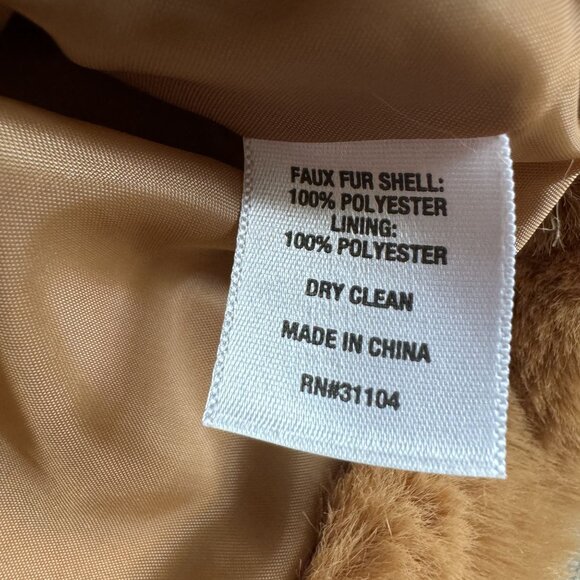 FAUX FUR SHELL:
100% POLYESTER
LINING:
100% POLYESTER
DRY CLEAN
MADE IN CHINA
RN#31104